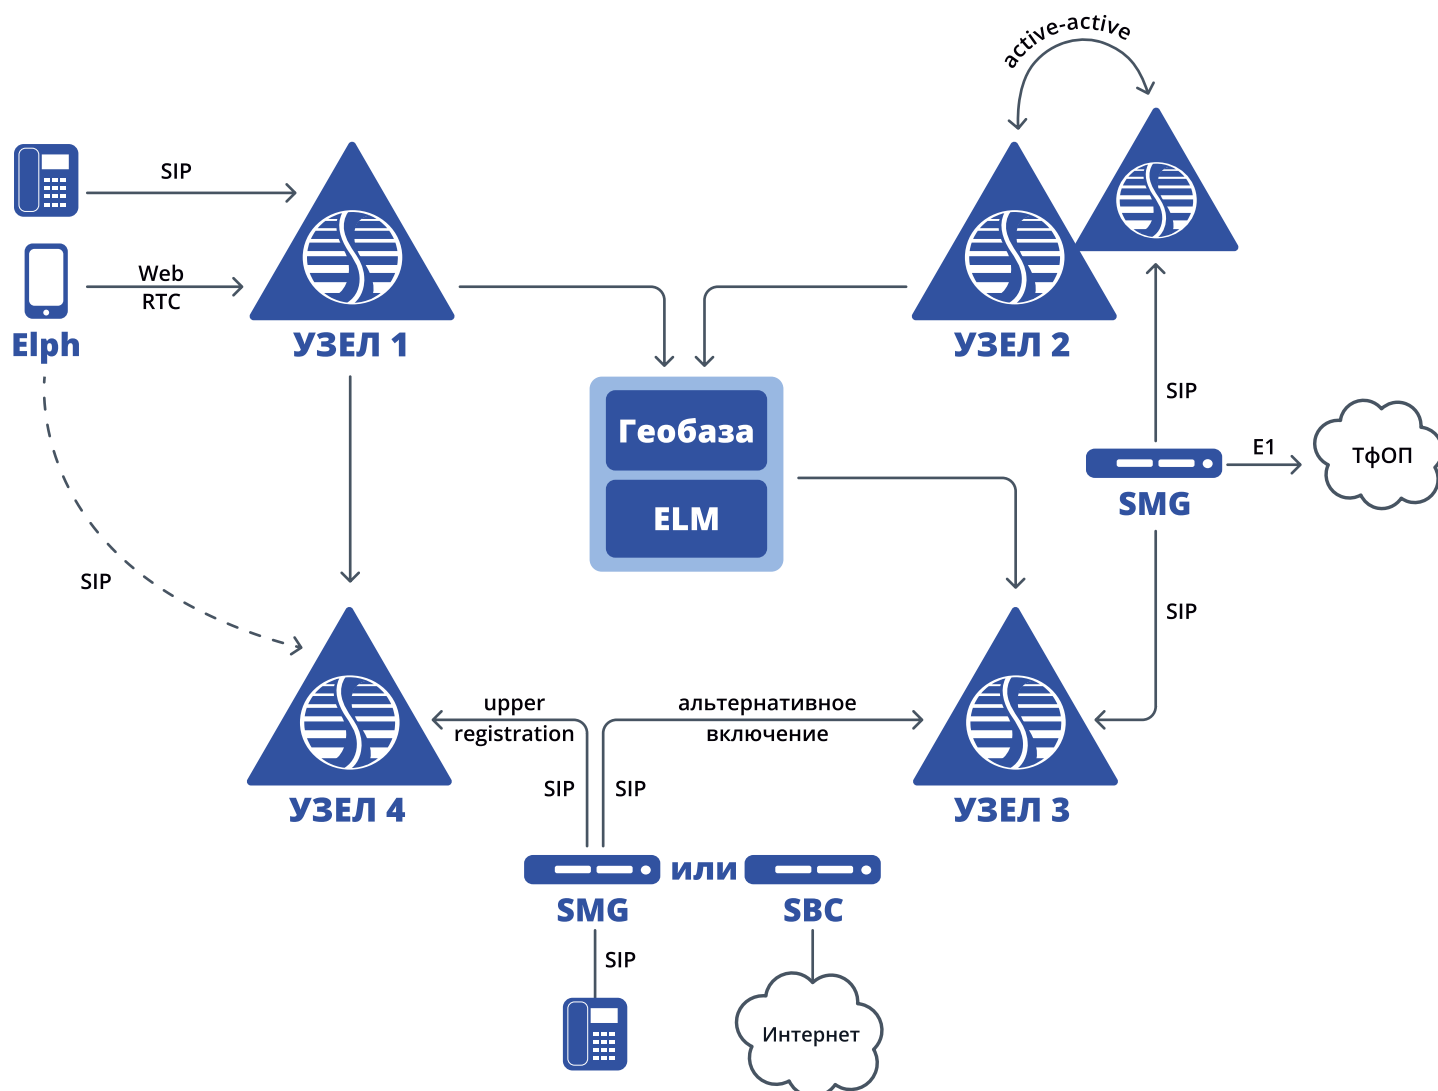 active-active
SIP
Web
RTC
Elph
УЗЕЛ 1
УЗЕЛ 2
Геобаза
ELM
SIP
E1
ТфОП
SMG
SIP
SIP
upper
registration
альтернативное
включение
SIP
SIP
УЗЕЛ 4
УЗЕЛ 3
или
SMG
SBC
SIP
Интернет